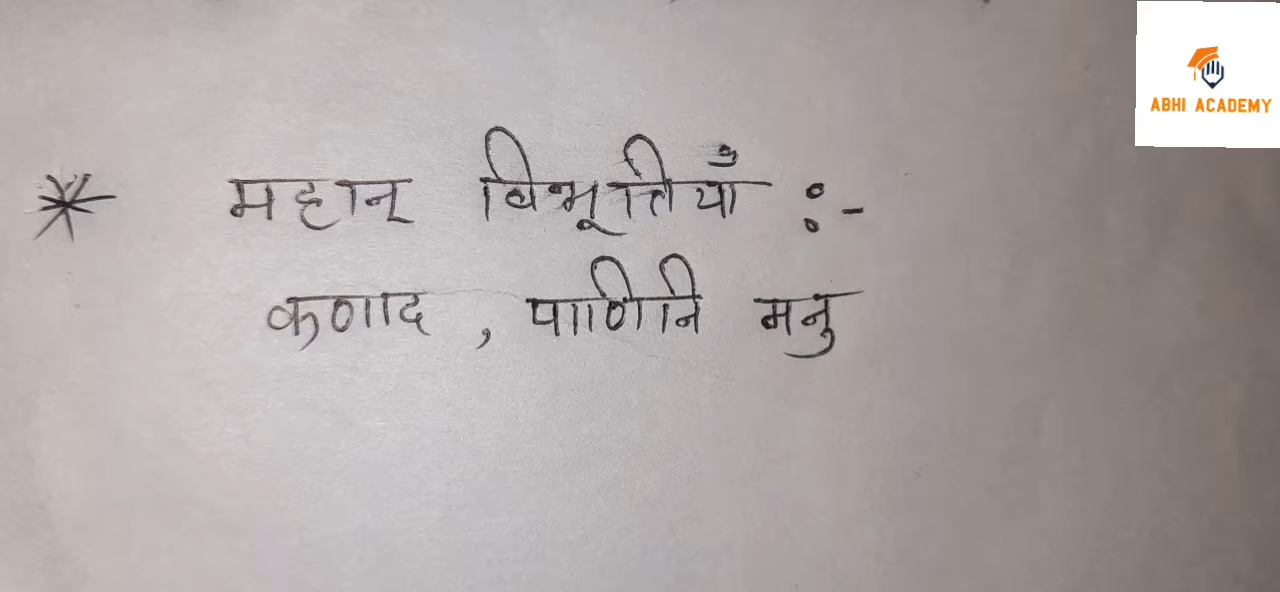 ABHI ACADEMY
* महान् विभूतियाँ :-
कणाद , पाणिनि मनु